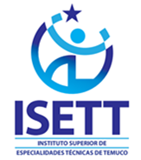 ISETT
INSTITUTO SUPERIOR DE
ESPECIALIDADES TÉCNICAS DE TEMUCO